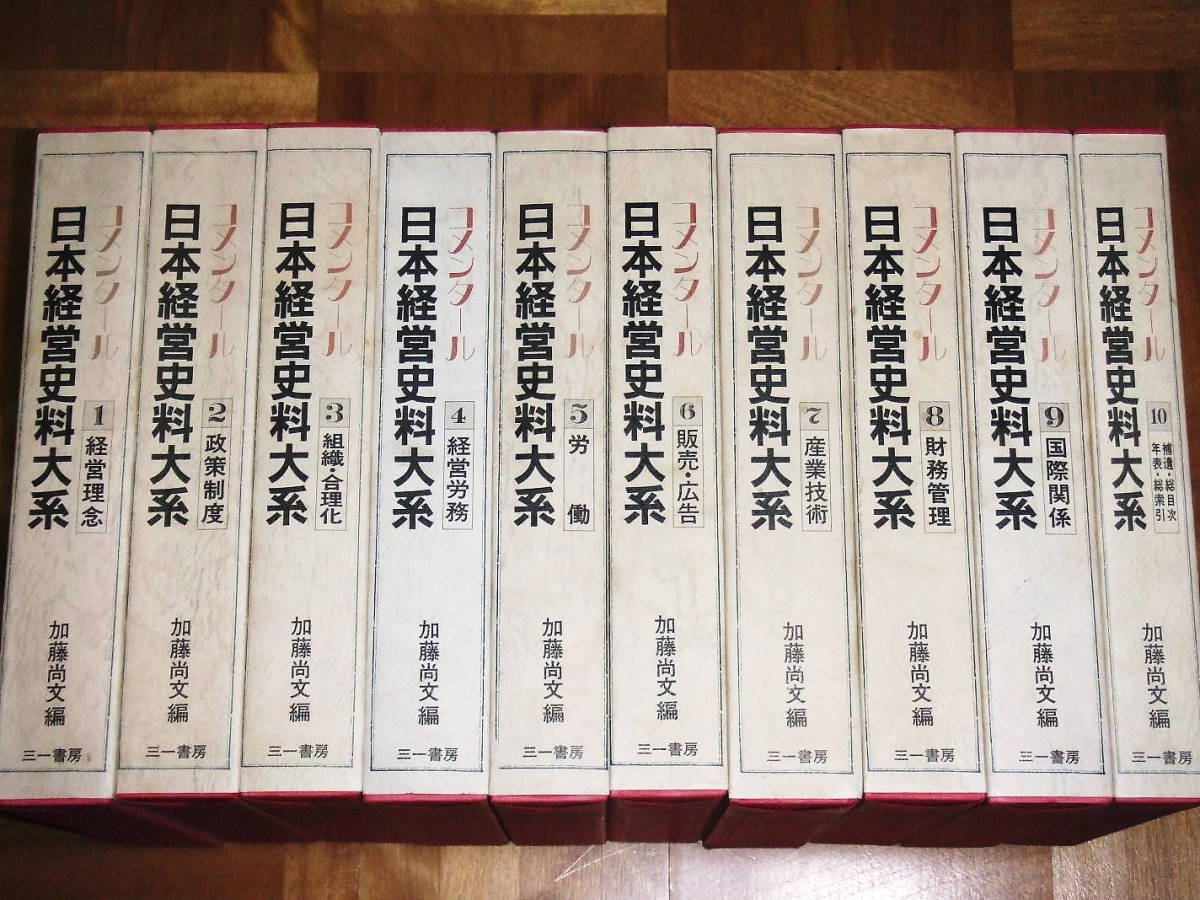 コメンタール
日本経営史料大系
1
経営理念
加藤尚文編
三一書房
コメンタール
日本経営史料大系
2
政策制度
加藤尚文編
三一書房
コメンタール
日本経営史料大系
3
組織・合理化
加藤尚文編
三一書房
コメンタール
日本経営史料大系
4
経営労務
加藤尚文編
三一書房
コメンタール
日本経営史料大系
5
労働
加藤尚文編
三一書房
コメンタール
日本経営史料大系
6
販売・広告
加藤尚文編
三一書房
コメンタール
日本経営史料大系
7
産業技術
加藤尚文編
三一書房
コメンタール
日本経営史料大系
8
財務管理
加藤尚文編
三一書房
コメンタール
日本経営史料大系
9
国際関係
加藤尚文編
三一書房
コメンタール
日本経営史料大系
10
補遺・総目次
年表・総索引
加藤尚文編
三一書房